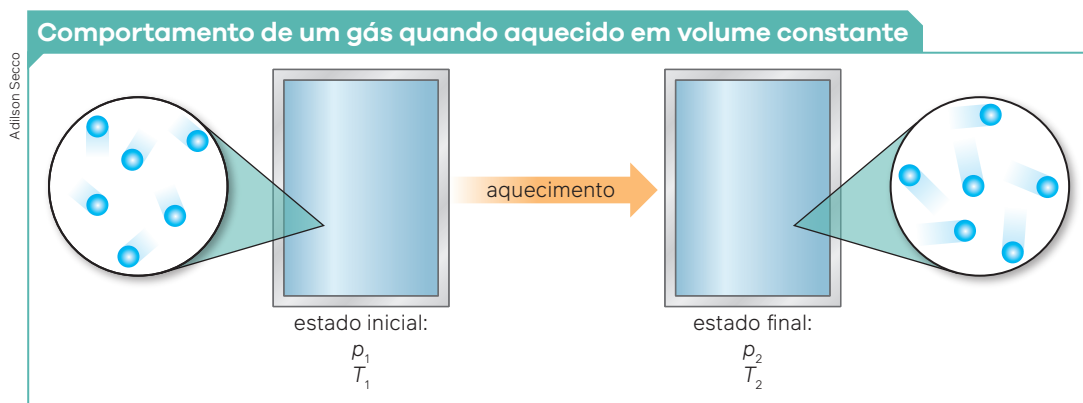 Comportamento de um gás quando aquecido em volume constante
Adilson Secco
aquecimento
estado inicial:
p₁
T₁
estado final:
p₂
T₂